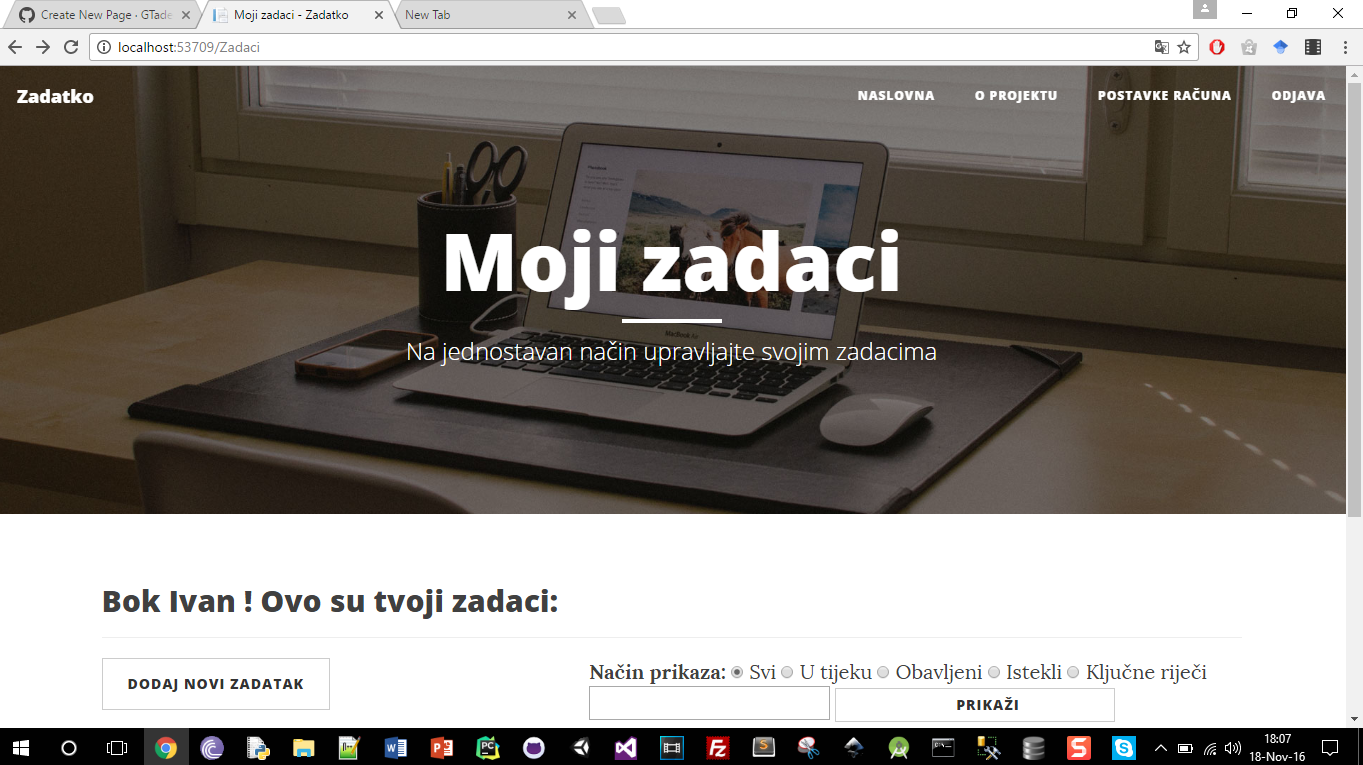 Create New Page · GTade
Moji zadaci - Zadatko
New Tab
localhost:53709/Zadaci
Zadatko
NASLOVNA
O PROJEKTU
POSTAVKE RAČUNA
ODJAVA
Moji zadaci
MacBook Air
Na jednostavan način upravljajte svojim zadacima
Bok Ivan ! Ovo su tvoji zadaci:
DODAJ NOVI ZADATAK
Način prikaza: Svi U tijeku Obavljeni Istekli Ključne riječi
PRIKAŽI
18:07
18-Nov-16